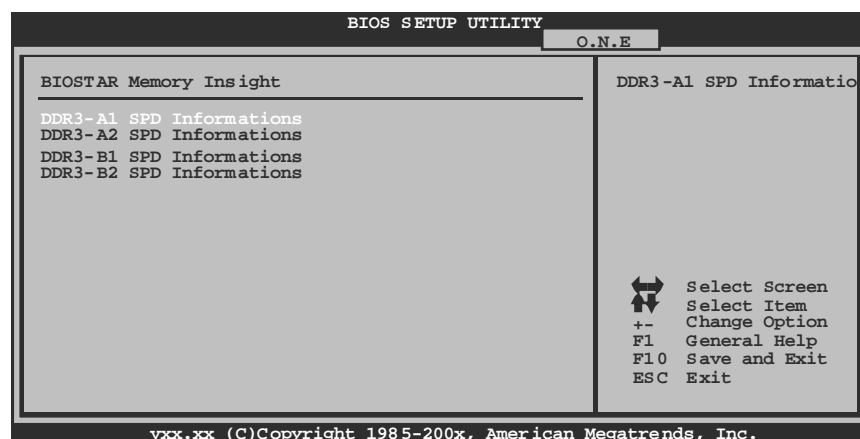 BIOS SETUP UTILITY
O.N.E
BIOSTAR Memory Insight
DDR3-A1 SPD Informations
DDR3-A2 SPD Informations
DDR3-B1 SPD Informations
DDR3-B2 SPD Informations
DDR3-A1 SPD Informatio
Select Screen
Select Item
+- Change Option
F1 General Help
F10 Save and Exit
ESC Exit
vxx.xx (C)Copyright 1985-200x, American Megatrends, Inc.